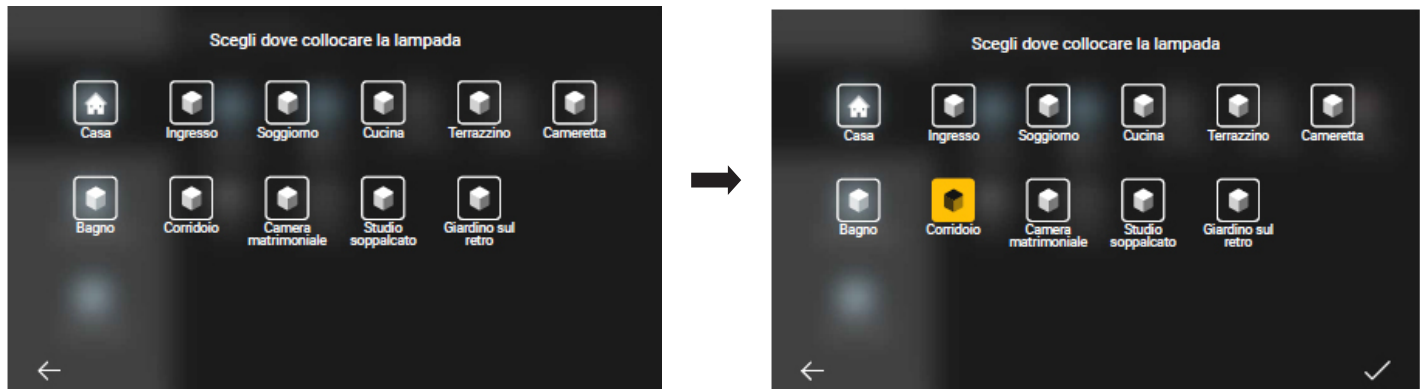 Scegli dove collocare la lampada
Casa Ingresso Soggiorno Cucina Terrazzino Cameretta
Bagno Corridoio Camera matrimoniale Studio soppalcato Giardino sul retro
Scegli dove collocare la lampada
Casa Ingresso Soggiorno Cucina Terrazzino Cameretta
Bagno Corridoio Camera matrimoniale Studio soppalcato Giardino sul retro